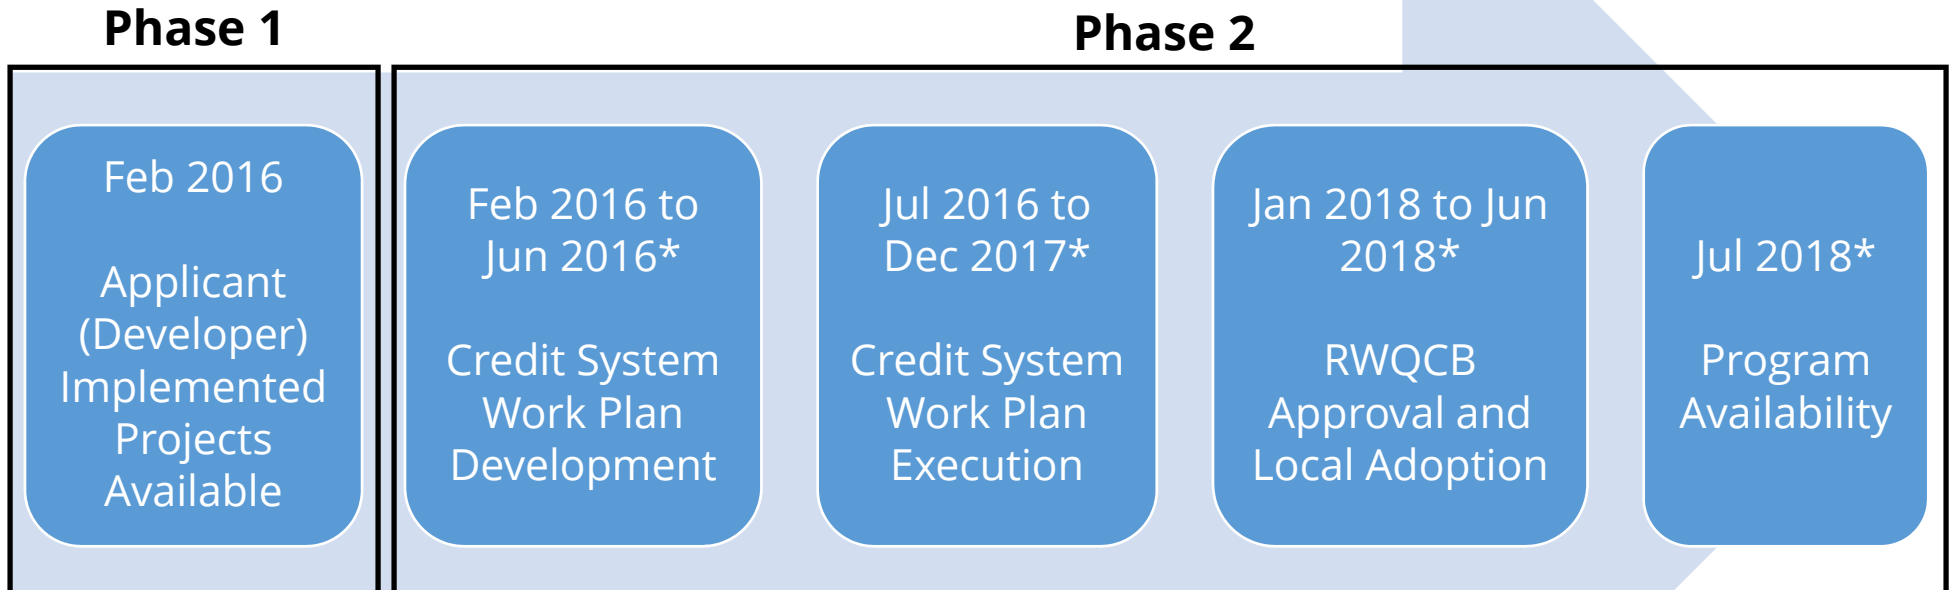 Phase 1
Phase 2
Feb 2016
Applicant
(Developer)
Implemented
Projects
Available
Feb 2016 to
Jun 2016*
Credit System
Work Plan
Development
Jul 2016 to
Dec 2017*
Credit System
Work Plan
Execution
Jan 2018 to Jun
2018*
RWQCB
Approval and
Local Adoption
Jul 2018*
Program
Availability